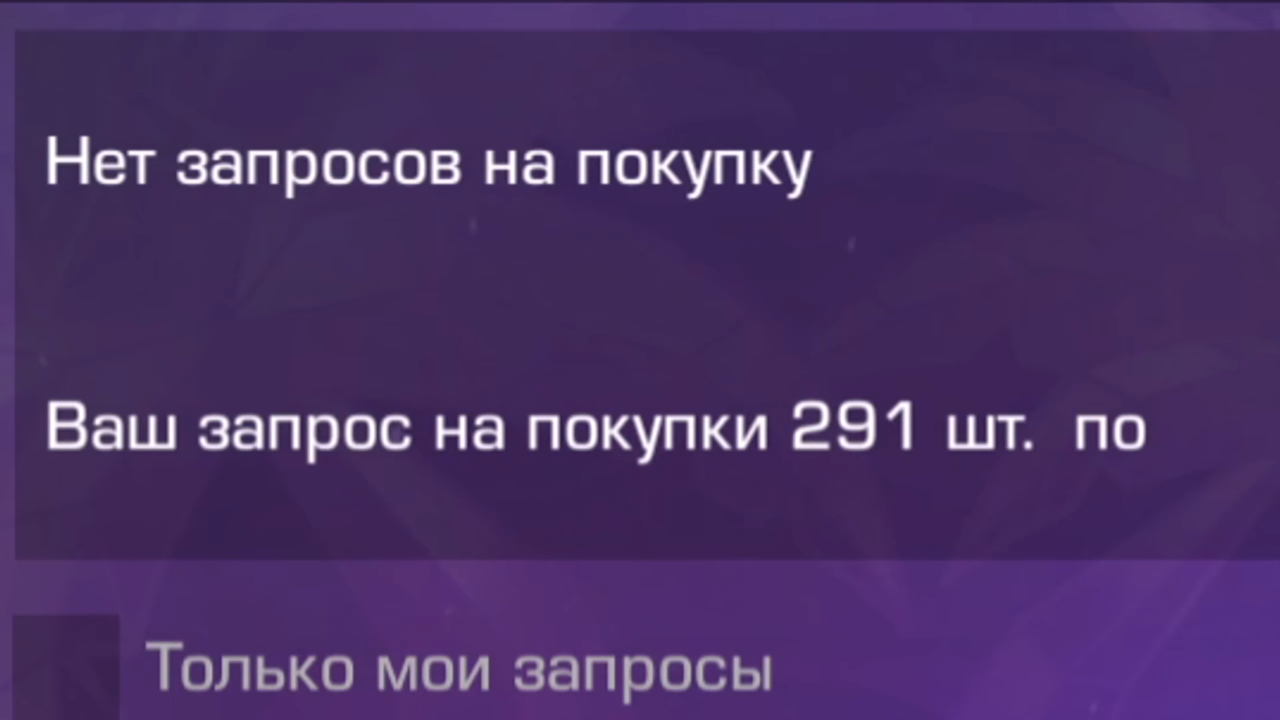 Нет запросов на покупку
Ваш запрос на покупки 291 шт. по
Только мои запросы